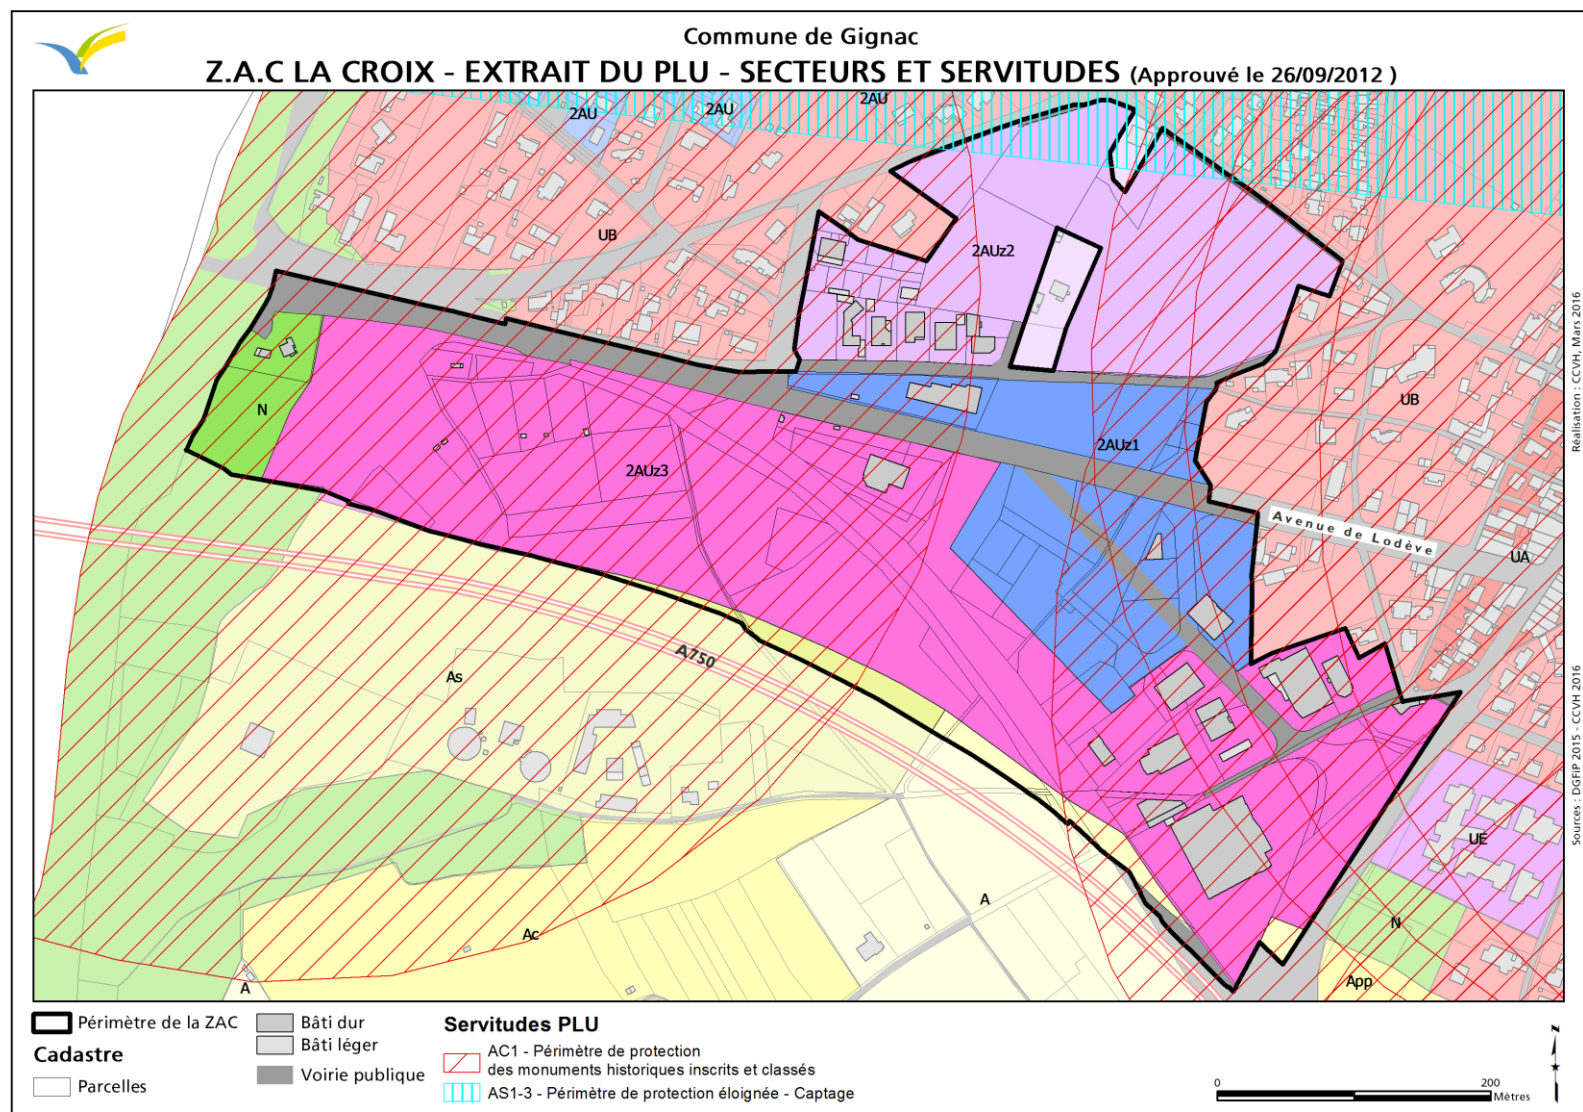 Commune de Gignac
Z.A.C LA CROIX - EXTRAIT DU PLU - SECTEURS ET SERVITUDES (Approuvé le 26/09/2012 )
2AU
2AU
2AU
UB
2AUz2
N
2AUz3
2AUz1
UB
Avenue de Lodève
UA
A750
As
UE
A
N
Ac
App
A
Réalisation : CCVH, Mars 2016
Sources : DGFIP 2015 - CCVH 2016
Périmètre de la ZAC
Cadastre
Parcelles
Bâti dur
Bâti léger
Voirie publique
Servitudes PLU
AC1 - Périmètre de protection
des monuments historiques inscrits et classés
AS1-3 - Périmètre de protection éloignée - Captage
0 200
Mètres
N